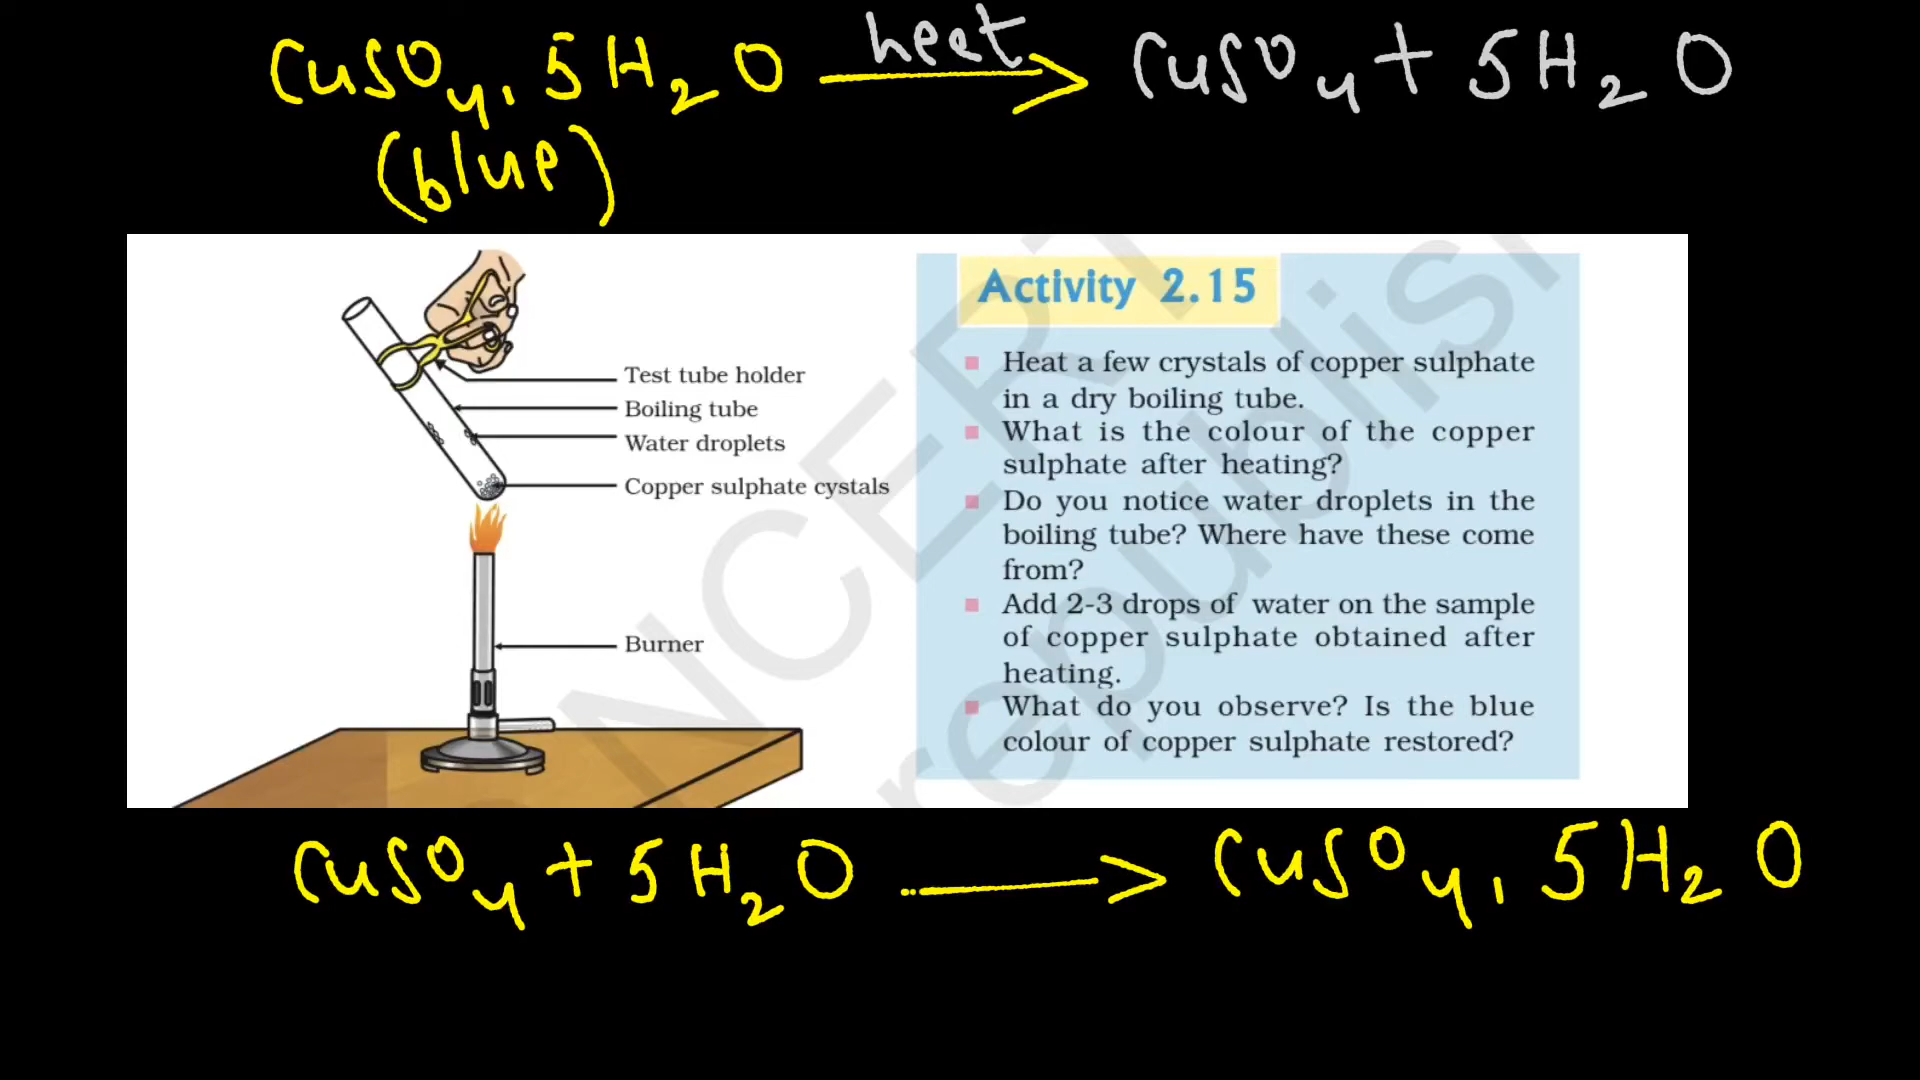 CuSO₄. 5H₂O heat → CuSO₄ + 5H₂O
(blue)
Activity 2.15
Test tube holder
Boiling tube
Water droplets
Copper sulphate cystals
Burner
Heat a few crystals of copper sulphate
in a dry boiling tube.
What is the colour of the copper
sulphate after heating?
Do you notice water droplets in the
boiling tube? Where have these come
from?
Add 2-3 drops of water on the sample
of copper sulphate obtained after
heating.
What do you observe? Is the blue
colour of copper sulphate restored?
NCERT
republis
CuSO₄ + 5H₂O → CuSO₄. 5H₂O